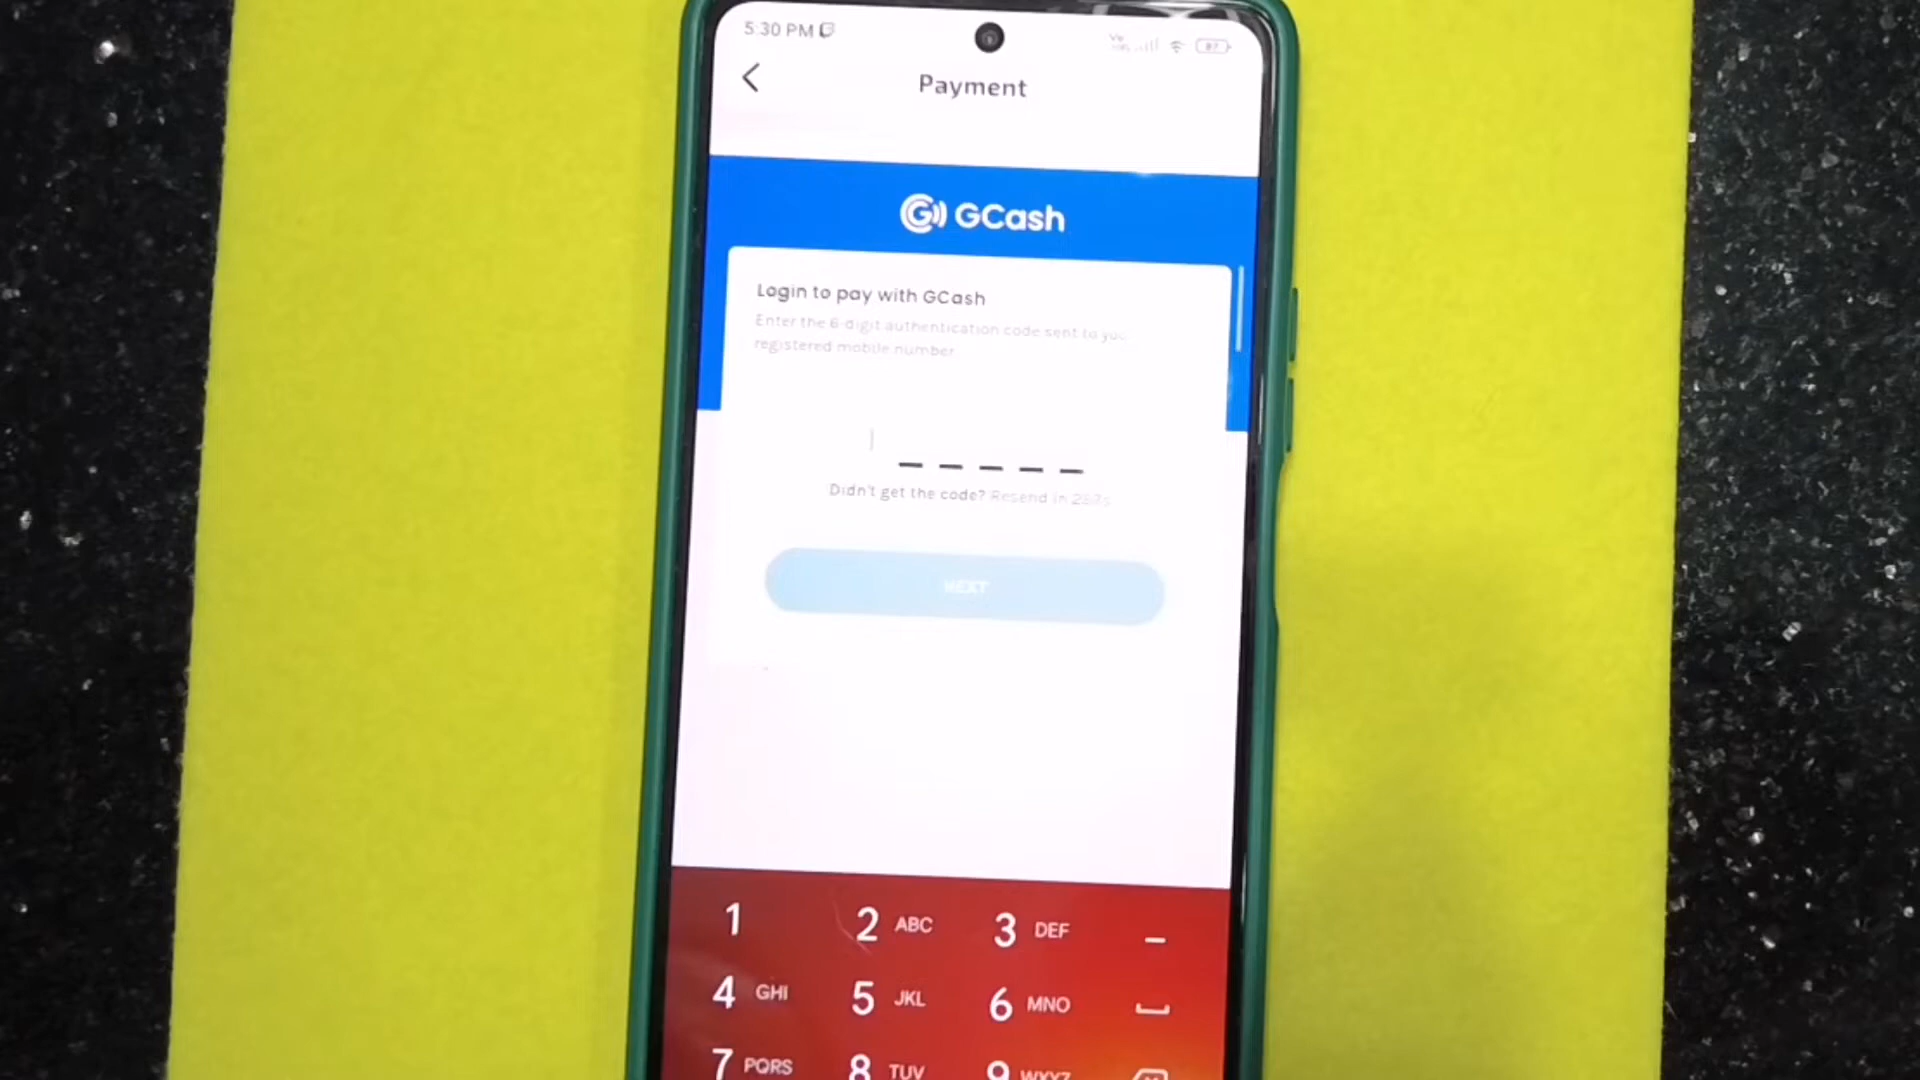 5:30 PM
87
Payment
GCash
Login to pay with GCash
Enter the 6-digit authentication code sent to you
registered mobile number
Didn't get the code? Resend in
NEXT
1 2 ABC 3 DEF –
4 GHI 5 JKL 6 MNO
7 PQRS 8 TUV 9 WXYZ